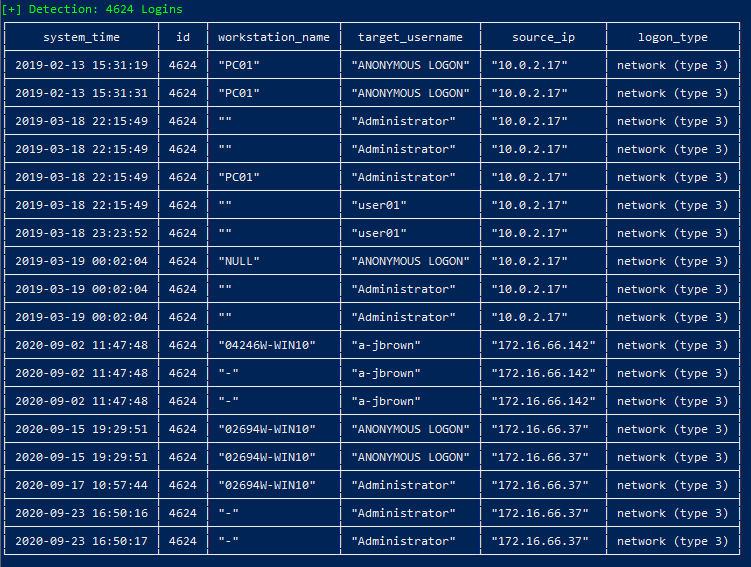 [+] Detection: 4624 Logins
system_time id workstation_name target_username source_ip logon_type
2019-02-13 15:31:19 4624 "PC01" "ANONYMOUS LOGON" "10.0.2.17" network (type 3)
2019-02-13 15:31:31 4624 "PC01" "ANONYMOUS LOGON" "10.0.2.17" network (type 3)
2019-03-18 22:15:49 4624 "" "Administrator" "10.0.2.17" network (type 3)
2019-03-18 22:15:49 4624 "" "Administrator" "10.0.2.17" network (type 3)
2019-03-18 22:15:49 4624 "PC01" "Administrator" "10.0.2.17" network (type 3)
2019-03-18 22:15:49 4624 "" "user01" "10.0.2.17" network (type 3)
2019-03-18 23:23:52 4624 "" "user01" "10.0.2.17" network (type 3)
2019-03-19 00:02:04 4624 "NULL" "ANONYMOUS LOGON" "10.0.2.17" network (type 3)
2019-03-19 00:02:04 4624 "" "Administrator" "10.0.2.17" network (type 3)
2019-03-19 00:02:04 4624 "" "Administrator" "10.0.2.17" network (type 3)
2020-09-02 11:47:48 4624 "04246W-WIN10" "a-jbrown" "172.16.66.142" network (type 3)
2020-09-02 11:47:48 4624 "-" "a-jbrown" "172.16.66.142" network (type 3)
2020-09-02 11:47:48 4624 "-" "a-jbrown" "172.16.66.142" network (type 3)
2020-09-15 19:29:51 4624 "02694W-WIN10" "ANONYMOUS LOGON" "172.16.66.37" network (type 3)
2020-09-15 19:29:51 4624 "02694W-WIN10" "ANONYMOUS LOGON" "172.16.66.37" network (type 3)
2020-09-17 10:57:44 4624 "02694W-WIN10" "Administrator" "172.16.66.37" network (type 3)
2020-09-23 16:50:16 4624 "-" "Administrator" "172.16.66.37" network (type 3)
2020-09-23 16:50:17 4624 "-" "Administrator" "172.16.66.37" network (type 3)